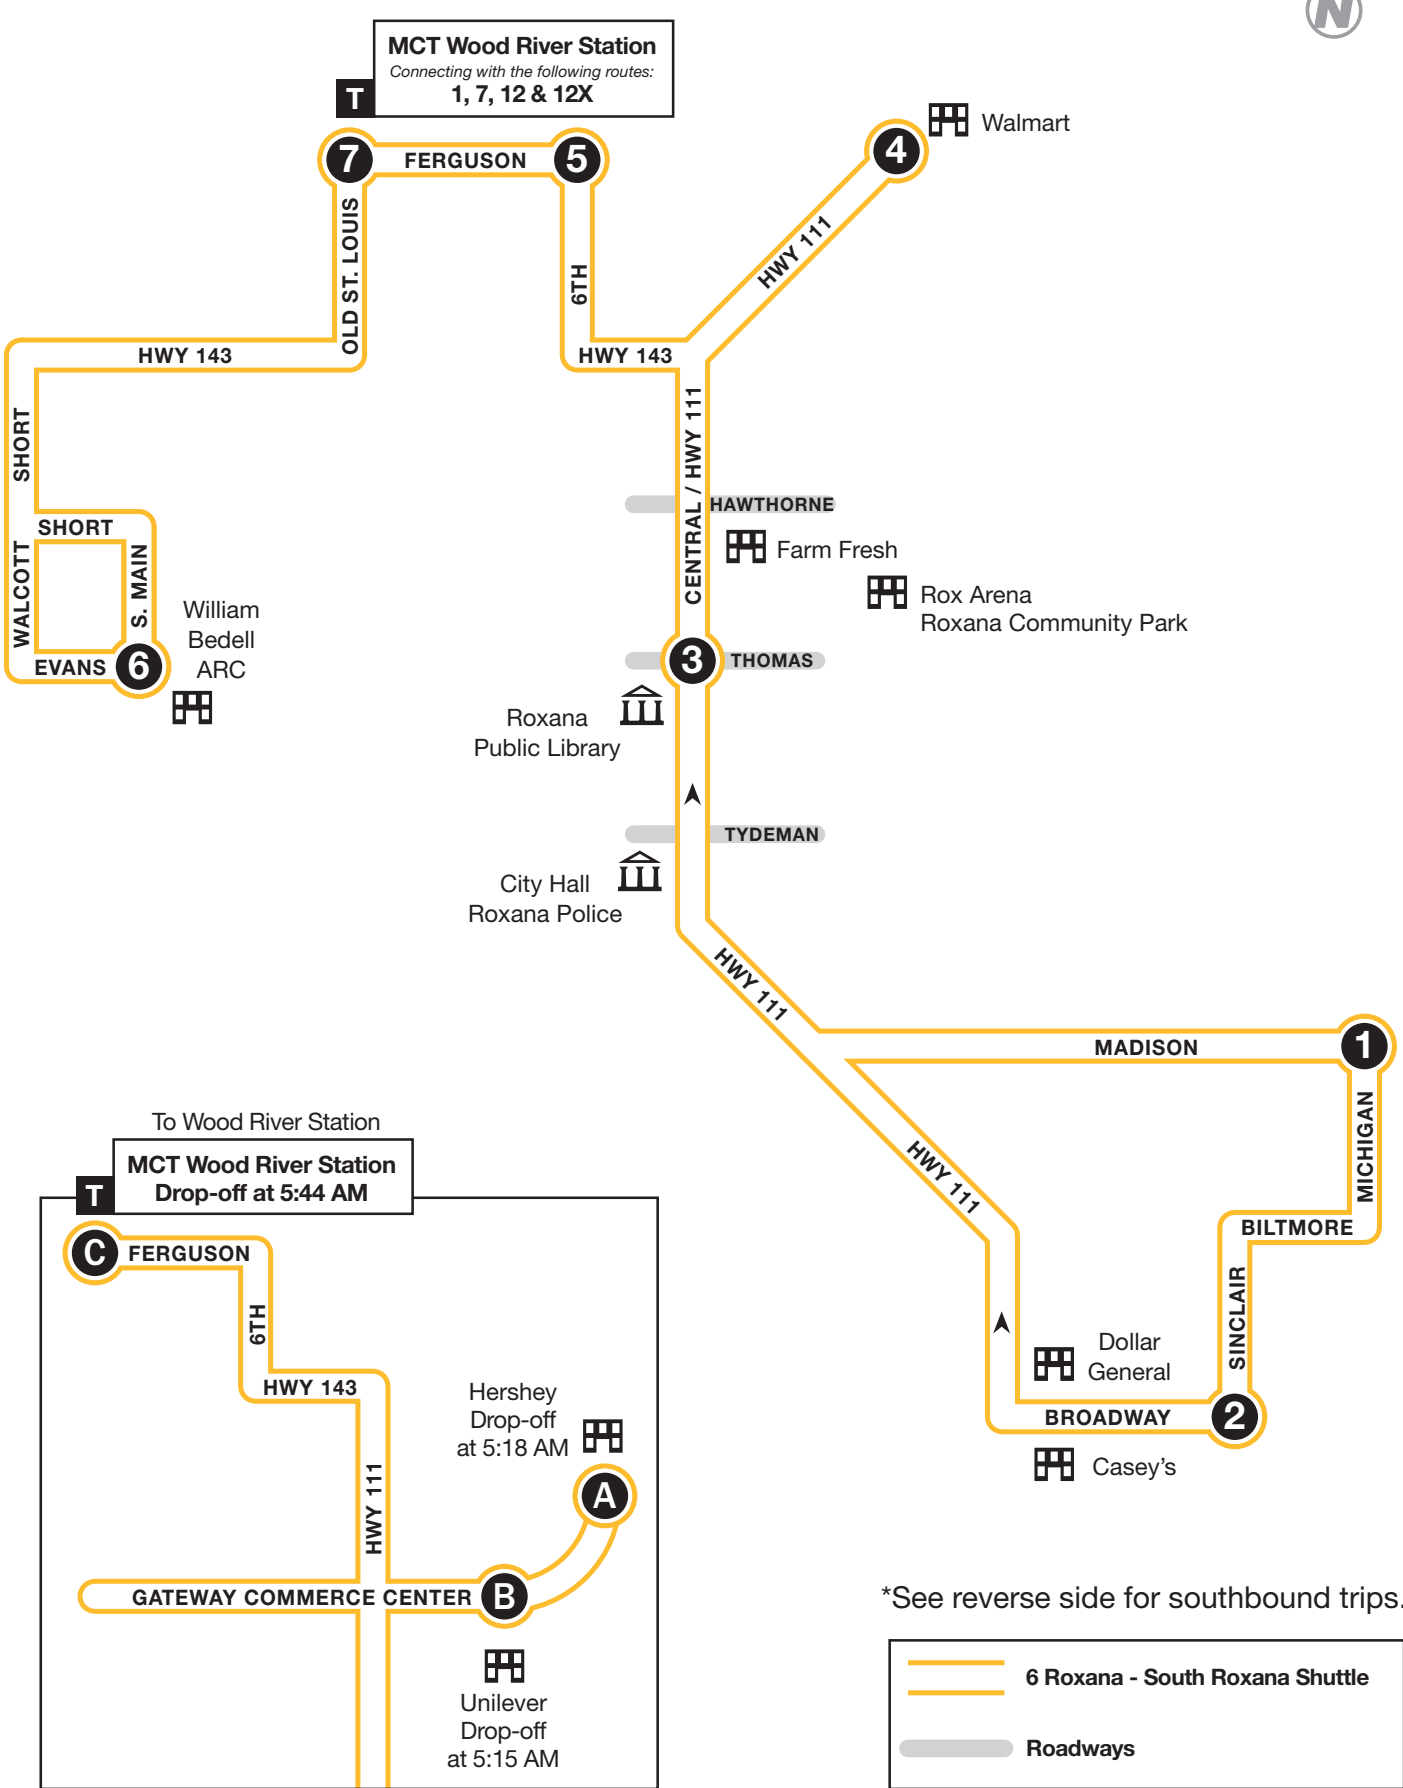 N
MCT Wood River Station
Connecting with the following routes:
1, 7, 12 & 12X
T
Walmart
4
7
FERGUSON
5
OLD ST. LOUIS
6TH
HWY 111
HWY 143
HWY 143
SHORT
CENTRAL / HWY 111
HAWTHORNE
SHORT
Farm Fresh
WALCOTT
S. MAIN
Rox Arena
Roxana Community Park
William
Bedell
ARC
EVANS
6
3
THOMAS
Roxana
Public Library
TYDEMAN
City Hall
Roxana Police
HWY 111
MADISON
1
MICHIGAN
HWY 111
BILTMORE
SINCLAIR
Dollar
General
BROADWAY
2
Casey's
To Wood River Station
MCT Wood River Station
Drop-off at 5:44 AM
T
C
FERGUSON
6TH
HWY 143
Hershey
Drop-off
at 5:18 AM
HWY 111
A
GATEWAY COMMERCE CENTER
B
Unilever
Drop-off
at 5:15 AM
*See reverse side for southbound trips.
6 Roxana - South Roxana Shuttle
Roadways